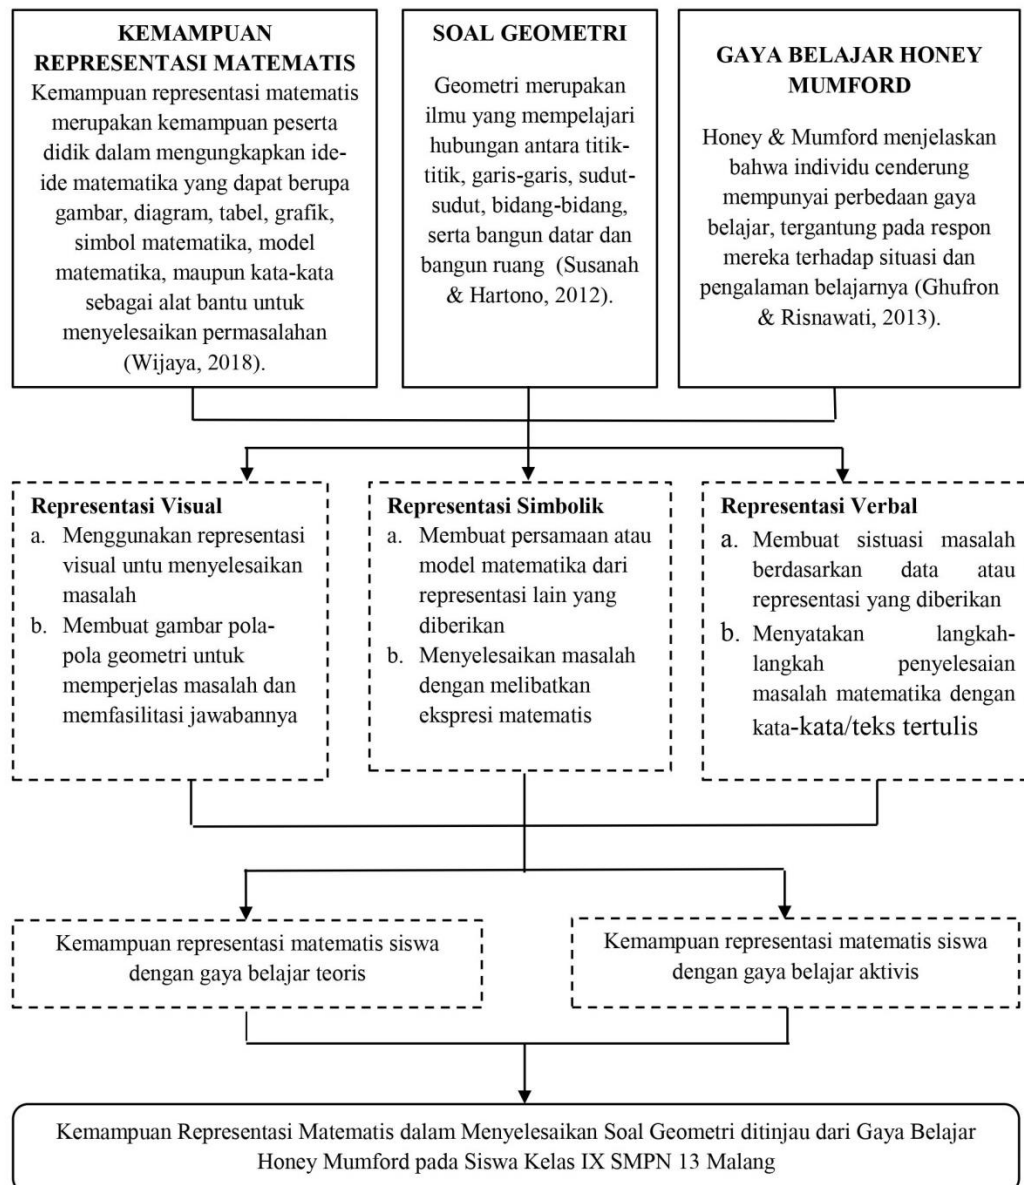 KEMAMPUAN
REPRESENTASI MATEMATIS
Kemampuan representasi matematis
merupakan kemampuan peserta
didik dalam mengungkapkan ide-
ide matematika yang dapat berupa
gambar, diagram, tabel, grafik,
simbol matematika, model
matematika, maupun kata-kata
sebagai alat bantu untuk
menyelesaikan permasalahan
(Wijaya, 2018).
SOAL GEOMETRI
Geometri merupakan
ilmu yang mempelajari
hubungan antara titik-
titik, garis-garis, sudut-
sudut, bidang-bidang,
serta bangun datar dan
bangun ruang (Susanah
& Hartono, 2012).
GAYA BELAJAR HONEY
MUMFORD
Honey & Mumford menjelaskan
bahwa individu cenderung
mempunyai perbedaan gaya
belajar, tergantung pada respon
mereka terhadap situasi dan
pengalaman belajarnya (Ghufron
& Risnawati, 2013).
Representasi Visual
a. Menggunakan representasi
visual untu menyelesaikan
masalah
b. Membuat gambar pola-
pola geometri untuk
memperjelas masalah dan
memfasilitasi jawabannya
Representasi Simbolik
a. Membuat persamaan atau
model matematika dari
representasi lain yang
diberikan
b. Menyelesaikan masalah
dengan melibatkan
ekspresi matematis
Representasi Verbal
a. Membuat sistuasi masalah
berdasarkan data atau
representasi yang diberikan
b. Menyatakan langkah-
langkah penyelesaian
masalah matematika dengan
kata-kata/teks tertulis
Kemampuan representasi matematis siswa
dengan gaya belajar teoris
Kemampuan representasi matematis siswa
dengan gaya belajar aktivis
Kemampuan Representasi Matematis dalam Menyelesaikan Soal Geometri ditinjau dari Gaya Belajar
Honey Mumford pada Siswa Kelas IX SMPN 13 Malang